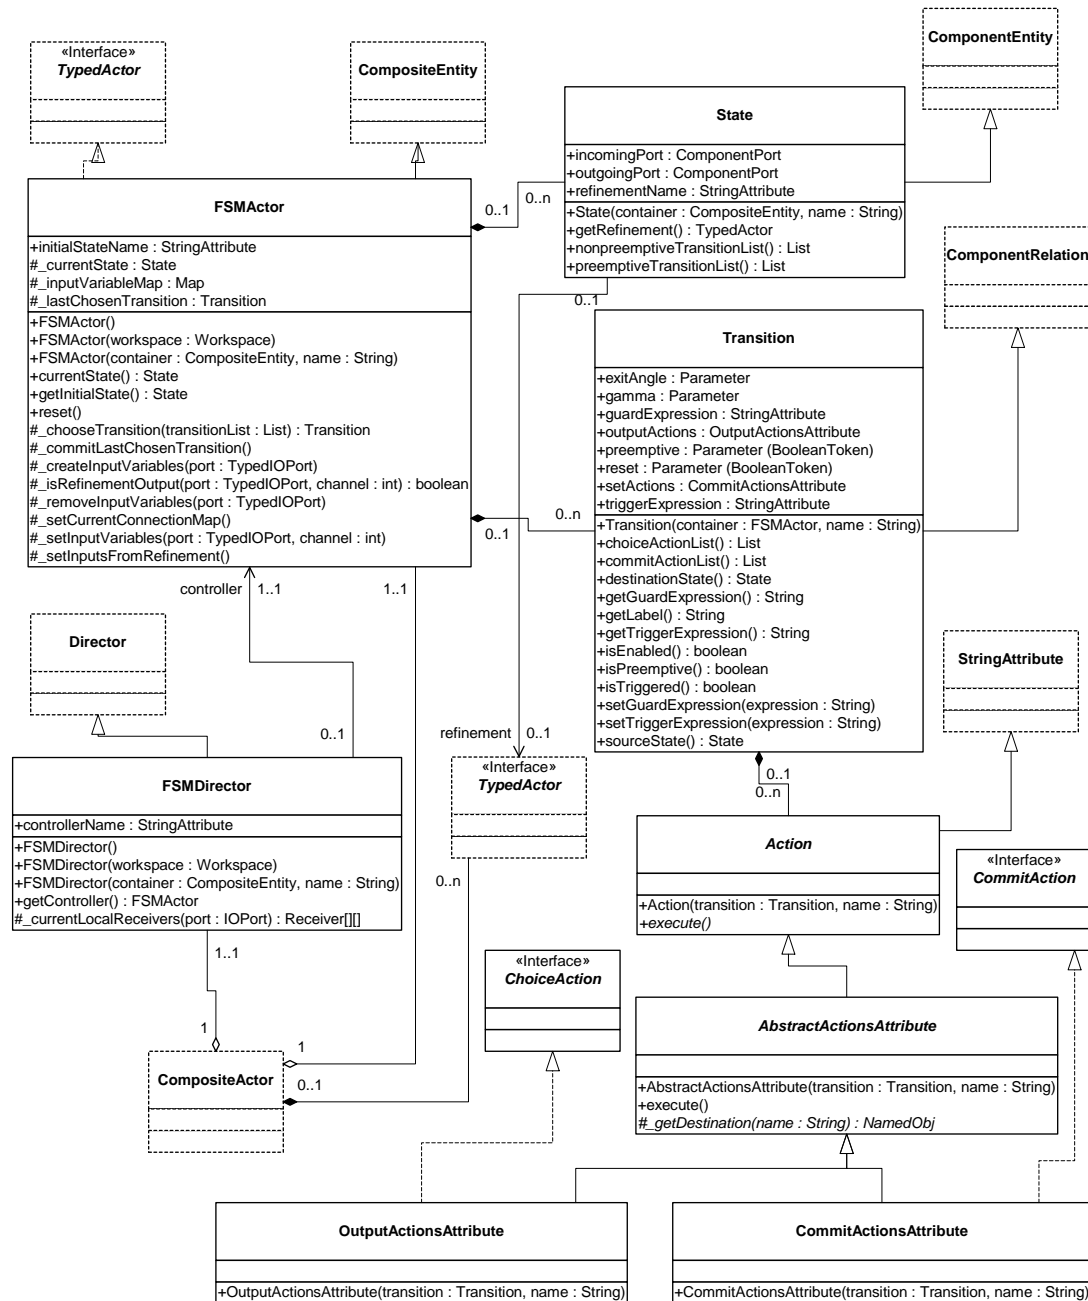 «Interface»
TypedActor
CompositeEntity
ComponentEntity
State
+incomingPort : ComponentPort
+outgoingPort : ComponentPort
+refinementName : StringAttribute
+State(container : CompositeEntity, name : String)
+getRefinement() : TypedActor
+nonpreemptiveTransitionList() : List
+preemptiveTransitionList() : List
0..1
0..n
0..1
FSMActor
+initialStateName : StringAttribute
#_currentState : State
#_inputVariableMap : Map
#_lastChosenTransition : Transition
+FSMActor()
+FSMActor(workspace : Workspace)
+FSMActor(container : CompositeEntity, name : String)
+currentState() : State
+getInitialState() : State
+reset()
#_chooseTransition(transitionList : List) : Transition
#_commitLastChosenTransition()
#_createInputVariables(port : TypedIOPort)
#_isRefinementOutput(port : TypedIOPort, channel : int) : boolean
#_removeInputVariables(port : TypedIOPort)
#_setCurrentConnectionMap()
#_setInputVariables(port : TypedIOPort, channel : int)
#_setInputsFromRefinement()
ComponentRelation
Transition
+exitAngle : Parameter
+gamma : Parameter
+guardExpression : StringAttribute
+outputActions : OutputActionsAttribute
+preemptive : Parameter (BooleanToken)
+reset : Parameter (BooleanToken)
+setActions : CommitActionsAttribute
+triggerExpression : StringAttribute
+Transition(container : FSMActor, name : String)
+choiceActionList() : List
+commitActionList() : List
+destinationState() : State
+getGuardExpression() : String
+getLabel() : String
+getTriggerExpression() : String
+isEnabled() : boolean
+isPreemptive() : boolean
+isTriggered() : boolean
+setGuardExpression(expression : String)
+setTriggerExpression(expression : String)
+sourceState() : State
0..n
0..1
controller
1..1
1..1
Director
0..1
refinement
0..1
StringAttribute
FSMDirector
+controllerName : StringAttribute
+FSMDirector()
+FSMDirector(workspace : Workspace)
+FSMDirector(container : CompositeEntity, name : String)
+getController() : FSMActor
#_currentLocalReceivers(port : IOPort) : Receiver[][]
«Interface»
TypedActor
0..n
0..1
0..n
Action
+Action(transition : Transition, name : String)
+execute()
«Interface»
CommitAction
1..1
«Interface»
ChoiceAction
AbstractActionsAttribute
+AbstractActionsAttribute(transition : Transition, name : String)
+execute()
#_getDestination(name : String) : NamedObj
1
1
0..1
CompositeActor
OutputActionsAttribute
+OutputActionsAttribute(transition : Transition, name : String)
CommitActionsAttribute
+CommitActionsAttribute(transition : Transition, name : String)